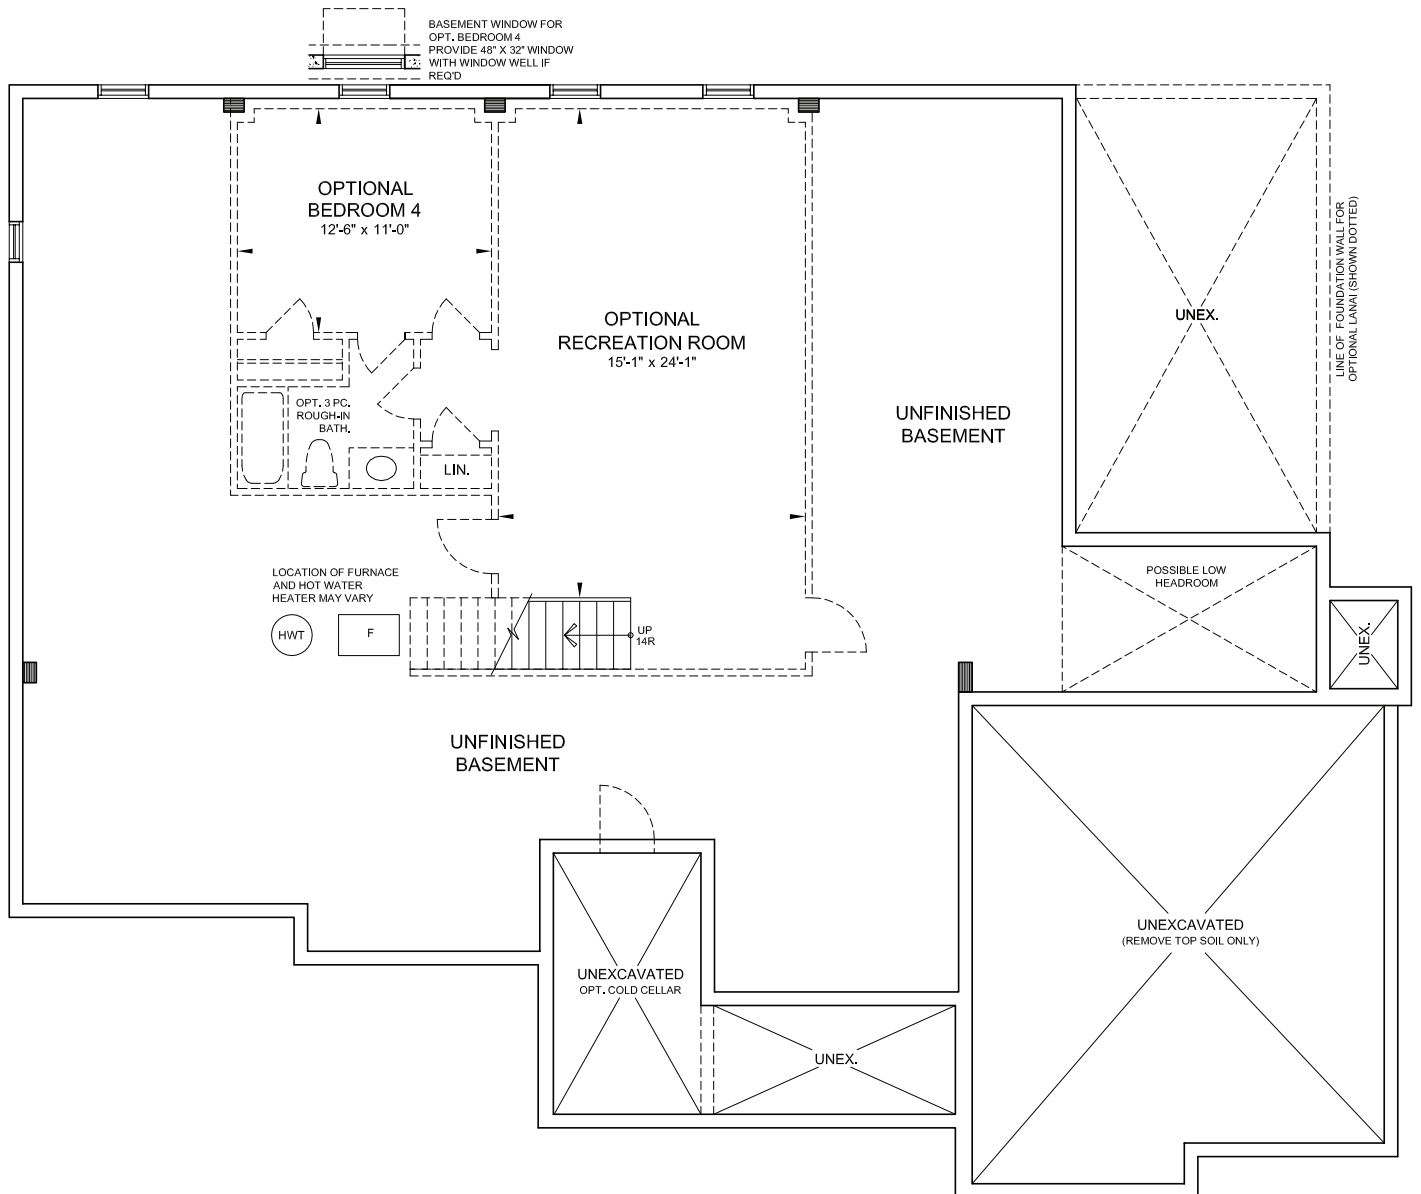 BASEMENT WINDOW FOR
OPT. BEDROOM 4
PROVIDE 48" X 32" WINDOW
WITH WINDOW WELL IF
REQ'D
OPTIONAL
BEDROOM 4
12'-6" x 11'-0"
OPTIONAL
RECREATION ROOM
15'-1" x 24'-1"
UNEX.
LINE OF FOUNDATION WALL FOR
OPTIONAL LANAI (SHOWN DOTTED)
OPT. 3 PC.
ROUGH-IN
BATH.
LIN.
UNFINISHED
BASEMENT
LOCATION OF FURNACE
AND HOT WATER
HEATER MAY VARY
HWT
F
UP
14R
POSSIBLE LOW
HEADROOM
UNEX.
UNFINISHED
BASEMENT
UNEXCAVATED
(REMOVE TOP SOIL ONLY)
UNEXCAVATED
OPT. COLD CELLAR
UNEX.